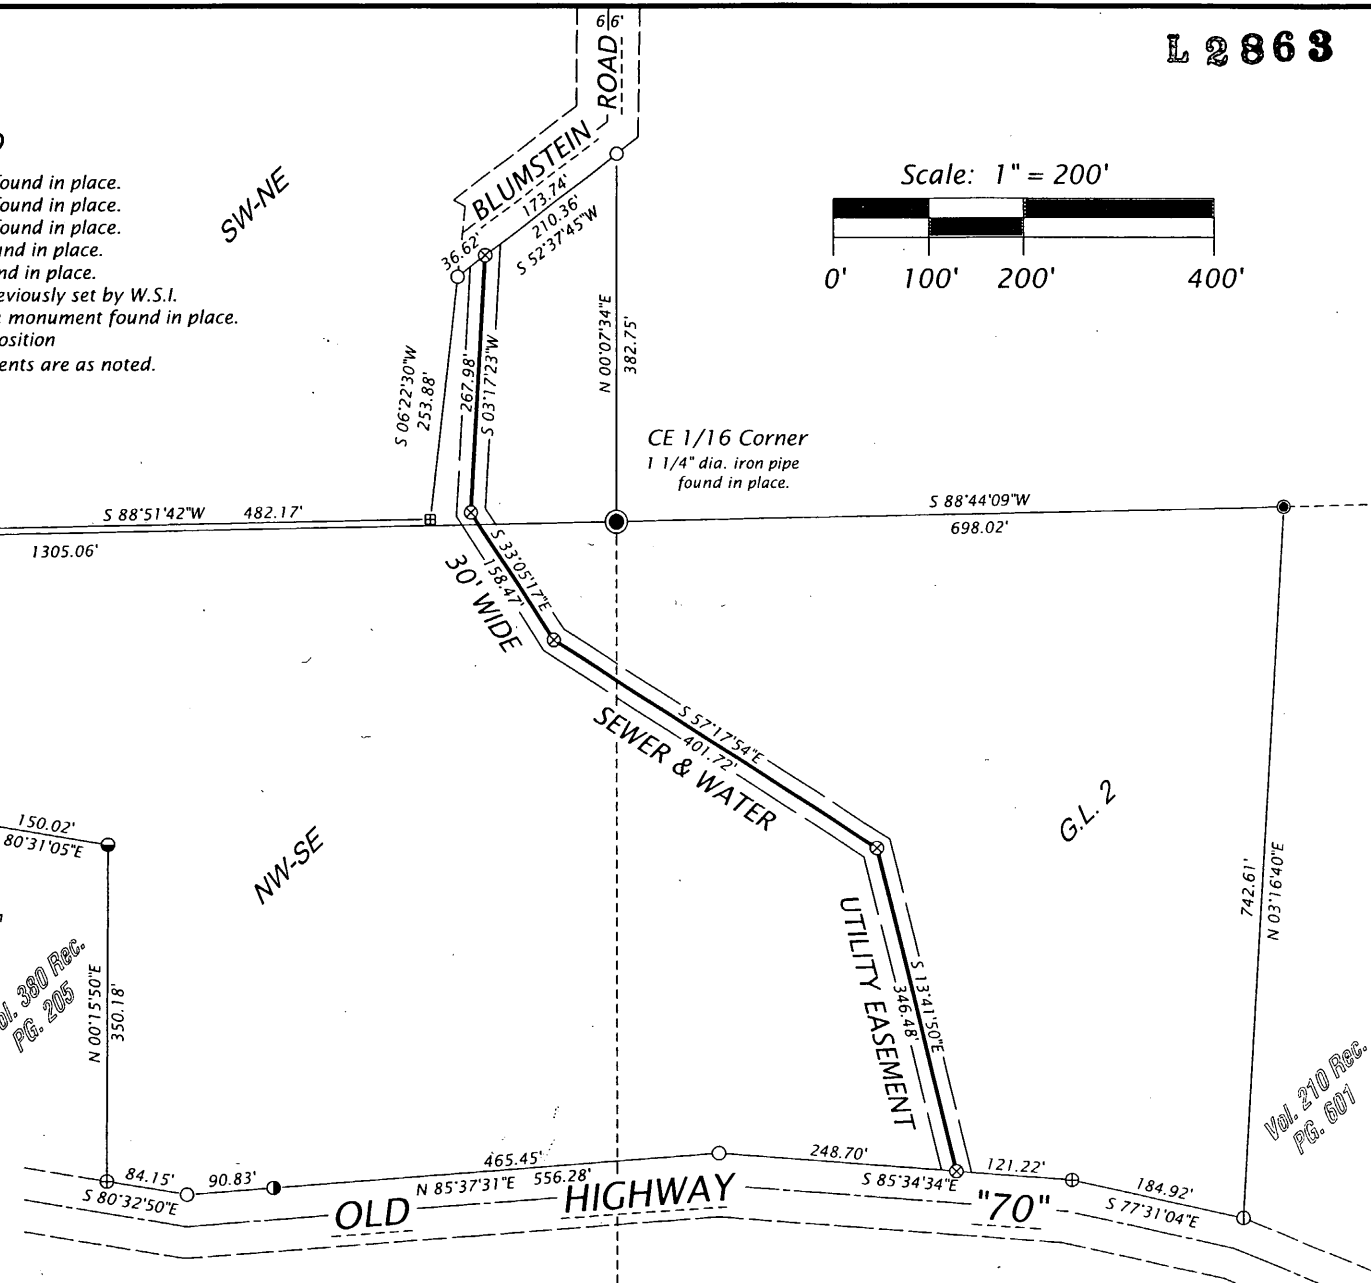 L 2863
66'
BLUMSTEIN ROAD
found in place.
found in place.
found in place.
und in place.
nd in place.
eviously set by W.S.I.
monument found in place.
osition
ents are as noted.
SW-NE
Scale: 1" = 200'
0' 100' 200' 400'
173.74'
210.36'
S 52°37'45"W
36.62'
S 06°22'30"W
253.88'
267.98'
S 03°17'23"W
N 00°07'34"E
382.75'
CE 1/16 Corner
1 1/4" dia. iron pipe
found in place.
S 88°51'42"W 482.17'
1305.06'
S 88°44'09"W
698.02'
S 33°05'17"E
158.47'
30' WIDE
SEWER & WATER
UTILITY EASEMENT
S 57°17'54"E
401.72'
G.L. 2
NW-SE
150.02'
80°31'05"E
N 00°15'50"E
350.18'
ol. 380 Rec.
PG. 205
742.61'
N 03°16'40"E
S 13°41'50"E
346.48'
Vol. 210 Rec.
PG. 601
84.15'
S 80°32'50"E
90.83'
465.45'
N 85°37'31"E 556.28'
248.70'
S 85°34'34"E
121.22'
184.92'
S 77°31'04"E
OLD HIGHWAY "70"